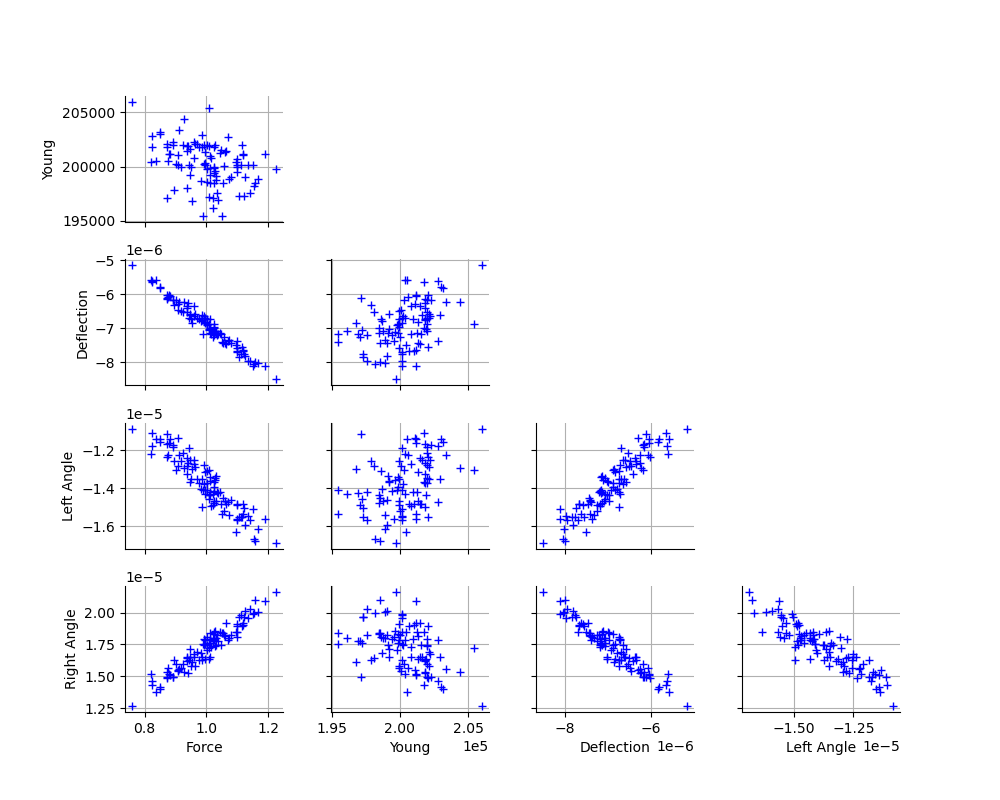 205000
200000
195000
Young
1e−6
−5
−6
−7
−8
Deflection
1e−5
−1.2
−1.4
−1.6
Left Angle
1e−5
2.00
1.75
1.50
1.25
Right Angle
0.8 1.0 1.2
Force
1.95 2.00 2.05
Young 1e5
−8 −6
Deflection 1e−6
−1.50 −1.25
Left Angle 1e−5